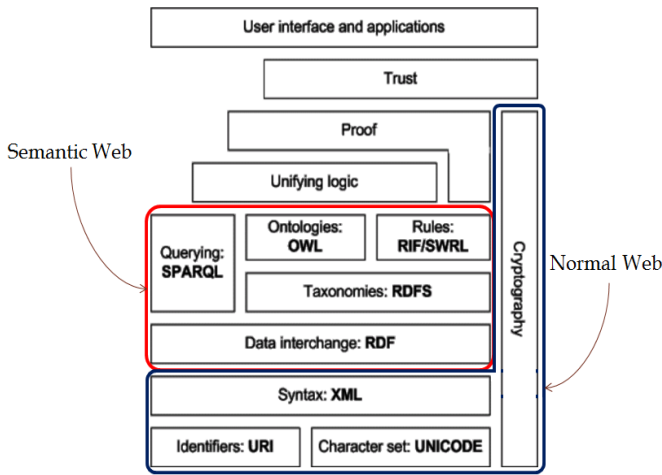 User interface and applications
Trust
Proof
Semantic Web
Unifying logic
Querying:
SPARQL
Ontologies:
OWL
Rules:
RIF/SWRL
Cryptography
Normal Web
Taxonomies: RDFS
Data interchange: RDF
Syntax: XML
Identifiers: URI
Character set: UNICODE